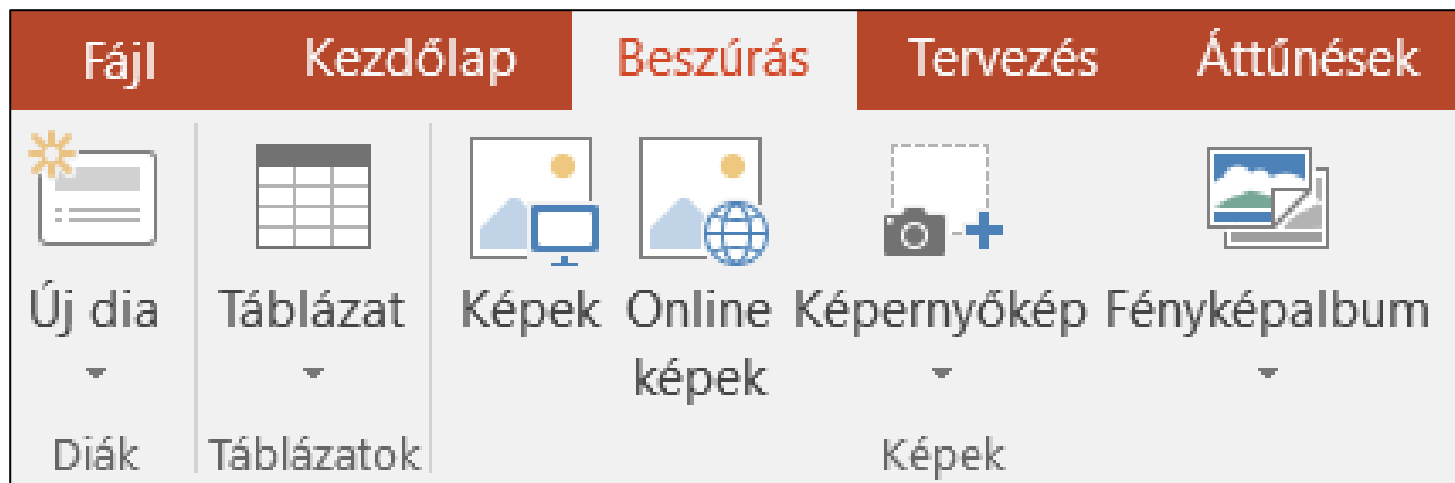 Fájl Kezdőlap Beszúrás Tervezés Áttűnések
Új dia Táblázat Képek Online képek Képernyőkép Fényképalbum
Diák Táblázatok Képek